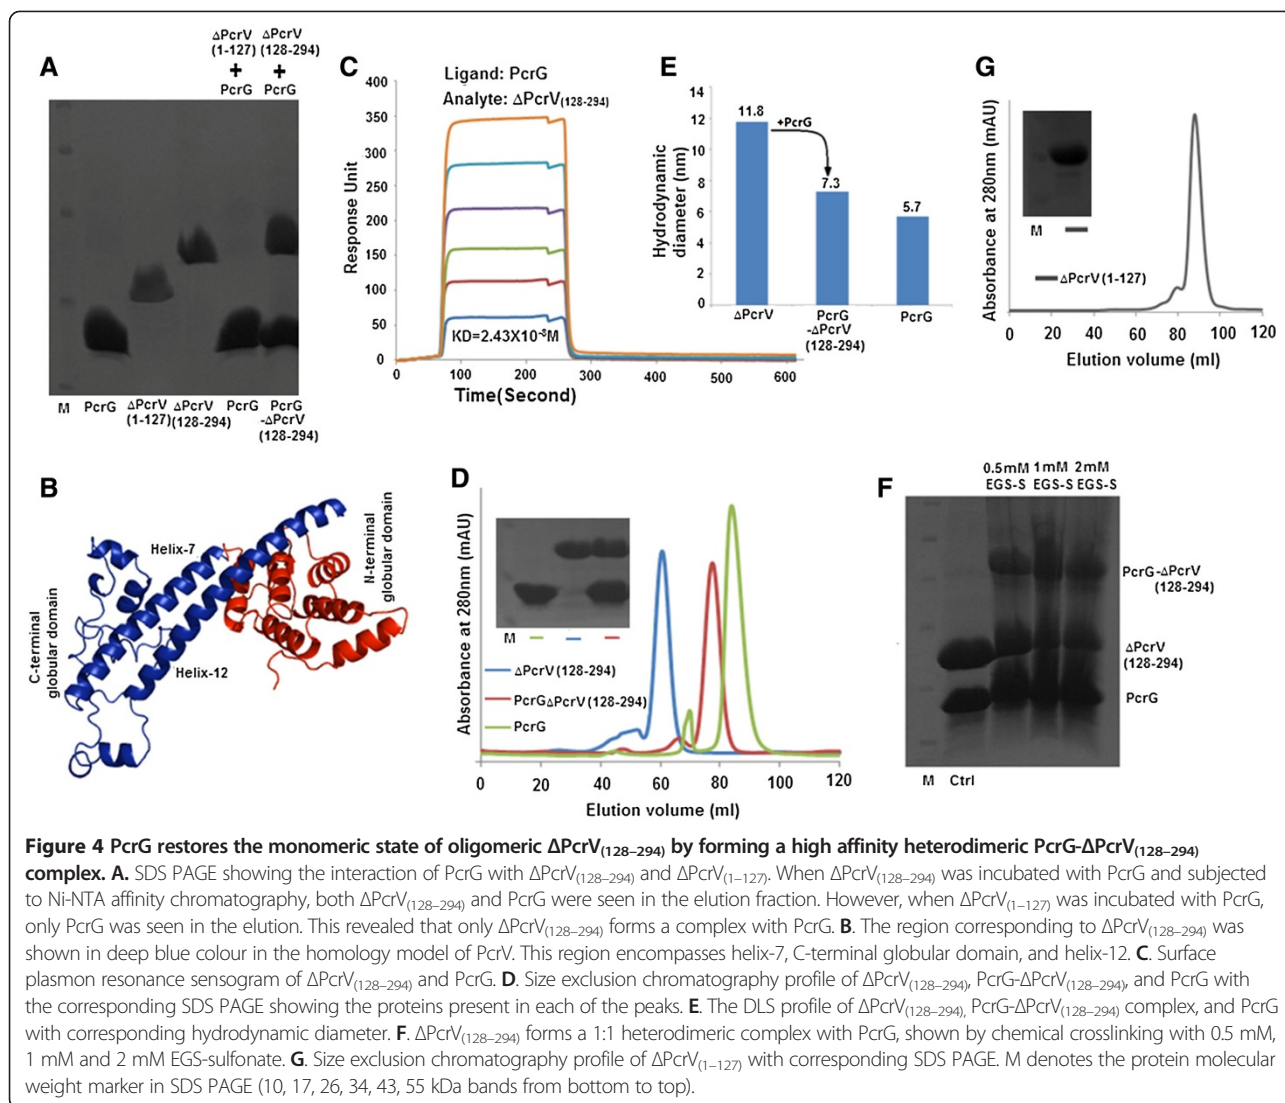 A
ΔPcrV ΔPcrV
(1-127) (128-294)
+ +
PcrG PcrG
M PcrG ΔPcrV (1-127) ΔPcrV (128-294) PcrG PcrG -ΔPcrV (128-294)
B
Helix-7
Helix-12
C-terminal
globular domain
N-terminal
globular domain
C
Ligand: PcrG
Analyte: ΔPcrV(128-294)
Response Unit
400
350
300
250
200
150
100
50
0
KD=2.43X10⁻⁸M
0 100 200 300 400 500 600
Time(Second)
D
Absorbance at 280nm (mAU)
M
ΔPcrV (128-294)
PcrGΔPcrV (128-294)
PcrG
0 20 40 60 80 100 120
Elution volume (ml)
E
Hydrodynamic
diameter (nm)
14
12
10
8
6
4
2
0
11.8
+PcrG
7.3
5.7
ΔPcrV PcrG -ΔPcrV (128-294) PcrG
F
0.5mM 1mM 2mM
EGS-S EGS-S EGS-S
PcrG-ΔPcrV
(128-294)
ΔPcrV
(128-294)
PcrG
M Ctrl
G
Absorbance at 280nm (mAU)
M
ΔPcrV (1-127)
0 20 40 60 80 100 120
Elution volume (ml)
Figure 4 PcrG restores the monomeric state of oligomeric ΔPcrV(128–294) by forming a high affinity heterodimeric PcrG-ΔPcrV(128–294)
complex. A. SDS PAGE showing the interaction of PcrG with ΔPcrV(128–294) and ΔPcrV(1–127). When ΔPcrV(128–294) was incubated with PcrG and subjected
to Ni-NTA affinity chromatography, both ΔPcrV(128–294) and PcrG were seen in the elution fraction. However, when ΔPcrV(1–127) was incubated with PcrG,
only PcrG was seen in the elution. This revealed that only ΔPcrV(128–294) forms a complex with PcrG. B. The region corresponding to ΔPcrV(128–294) was
shown in deep blue colour in the homology model of PcrV. This region encompasses helix-7, C-terminal globular domain, and helix-12. C. Surface
plasmon resonance sensogram of ΔPcrV(128–294) and PcrG. D. Size exclusion chromatography profile of ΔPcrV(128–294), PcrG-ΔPcrV(128–294), and PcrG with
the corresponding SDS PAGE showing the proteins present in each of the peaks. E. The DLS profile of ΔPcrV(128–294), PcrG-ΔPcrV(128–294) complex, and PcrG
with corresponding hydrodynamic diameter. F. ΔPcrV(128–294) forms a 1:1 heterodimeric complex with PcrG, shown by chemical crosslinking with 0.5 mM,
1 mM and 2 mM EGS-sulfonate. G. Size exclusion chromatography profile of ΔPcrV(1–127) with corresponding SDS PAGE. M denotes the protein molecular
weight marker in SDS PAGE (10, 17, 26, 34, 43, 55 kDa bands from bottom to top).